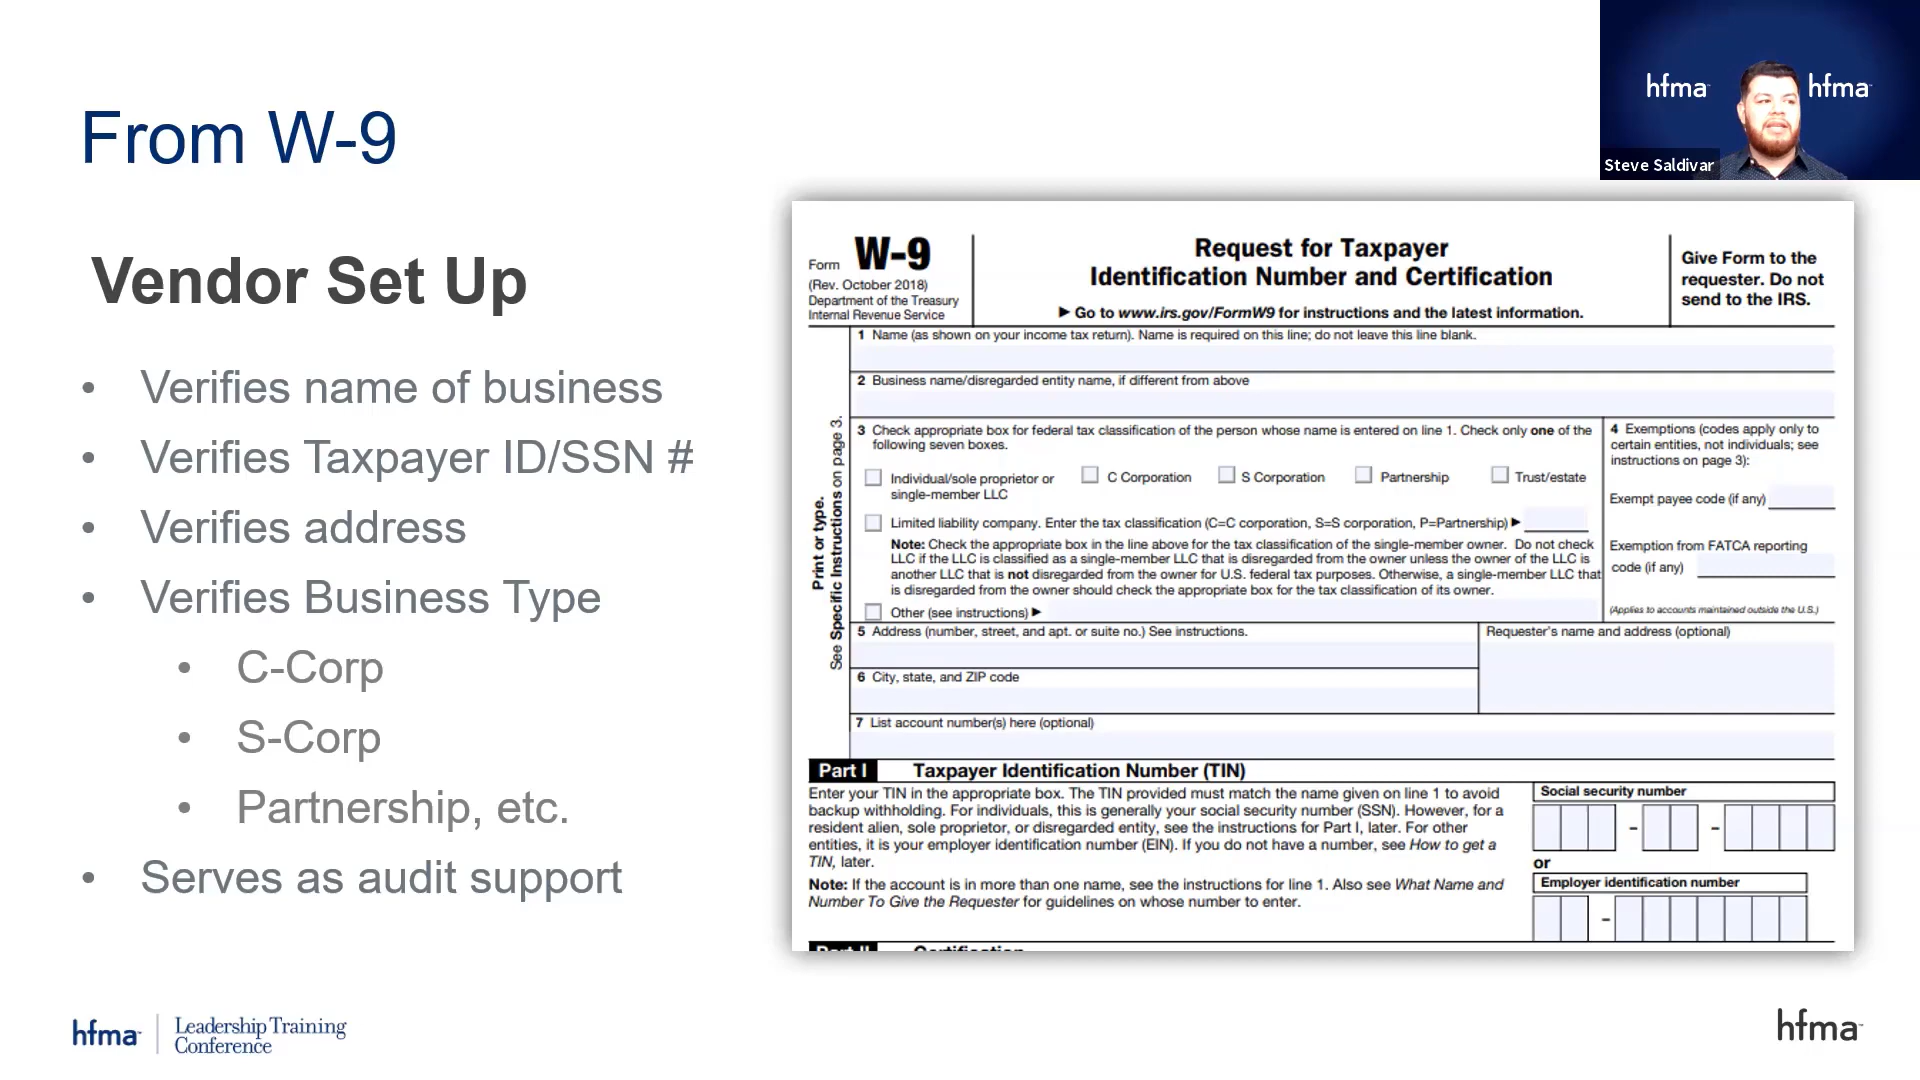 From W-9
hfma hfma
Steve Saldivar
Vendor Set Up
• Verifies name of business
• Verifies Taxpayer ID/SSN #
• Verifies address
• Verifies Business Type
• C-Corp
• S-Corp
• Partnership, etc.
• Serves as audit support
Form W-9
(Rev. October 2018)
Department of the Treasury
Internal Revenue Service
Request for Taxpayer
Identification Number and Certification
▶ Go to www.irs.gov/FormW9 for instructions and the latest information.
Give Form to the
requester. Do not
send to the IRS.
Print or type.
See Specific Instructions on page 3.
1 Name (as shown on your income tax return). Name is required on this line; do not leave this line blank.
2 Business name/disregarded entity name, if different from above
3 Check appropriate box for federal tax classification of the person whose name is entered on line 1. Check only one of the
following seven boxes.
Individual/sole proprietor or
single-member LLC
C Corporation
S Corporation
Partnership
Trust/estate
Limited liability company. Enter the tax classification (C=C corporation, S=S corporation, P=Partnership) ▶
Note: Check the appropriate box in the line above for the tax classification of the single-member owner. Do not check
LLC if the LLC is classified as a single-member LLC that is disregarded from the owner unless the owner of the LLC is
another LLC that is not disregarded from the owner for U.S. federal tax purposes. Otherwise, a single-member LLC that
is disregarded from the owner should check the appropriate box for the tax classification of its owner.
Other (see instructions) ▶
4 Exemptions (codes apply only to
certain entities, not individuals; see
instructions on page 3):
Exempt payee code (if any)
Exemption from FATCA reporting
code (if any)
(Applies to accounts maintained outside the U.S.)
5 Address (number, street, and apt. or suite no.) See instructions.
Requester's name and address (optional)
6 City, state, and ZIP code
7 List account number(s) here (optional)
Part I Taxpayer Identification Number (TIN)
Enter your TIN in the appropriate box. The TIN provided must match the name given on line 1 to avoid
backup withholding. For individuals, this is generally your social security number (SSN). However, for a
resident alien, sole proprietor, or disregarded entity, see the instructions for Part I, later. For other
entities, it is your employer identification number (EIN). If you do not have a number, see How to get a
TIN, later.
Note: If the account is in more than one name, see the instructions for line 1. Also see What Name and
Number To Give the Requester for guidelines on whose number to enter.
Social security number
– –
or
Employer identification number
–
Part II Certification
hfma Leadership Training
Conference
hfma